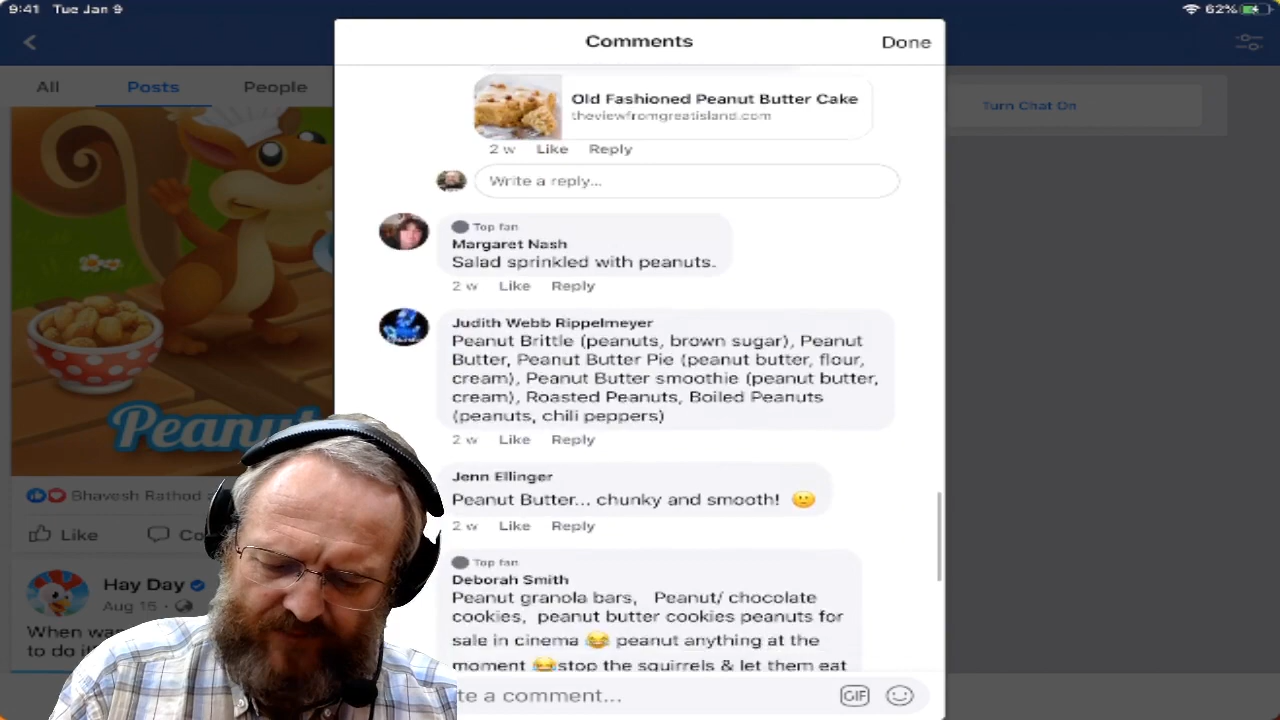 9:41 Tue Jan 9
62%
Comments
Done
All
Posts
People
Turn Chat On
Old Fashioned Peanut Butter Cake
theviewfromgreatisland.com
2 w Like Reply
Write a reply...
Top fan
Margaret Nash
Salad sprinkled with peanuts.
2 w Like Reply
Judith Webb Rippelmeyer
Peanut Brittle (peanuts, brown sugar), Peanut
Butter, Peanut Butter Pie (peanut butter, flour,
cream), Peanut Butter smoothie (peanut butter,
cream), Roasted Peanuts, Boiled Peanuts
(peanuts, chili peppers)
2 w Like Reply
Jenn Ellinger
Peanut Butter... chunky and smooth! 🙂
2 w Like Reply
Top fan
Deborah Smith
Peanut granola bars, Peanut/ chocolate
cookies, peanut butter cookies peanuts for
sale in cinema 😂 peanut anything at the
moment 😂stop the squirrels & let them eat
te a comment...
GIF
Peanut
Bhavesh Rathod
Like
Co
Hay Day
Aug 15 ·
When wa
to do i